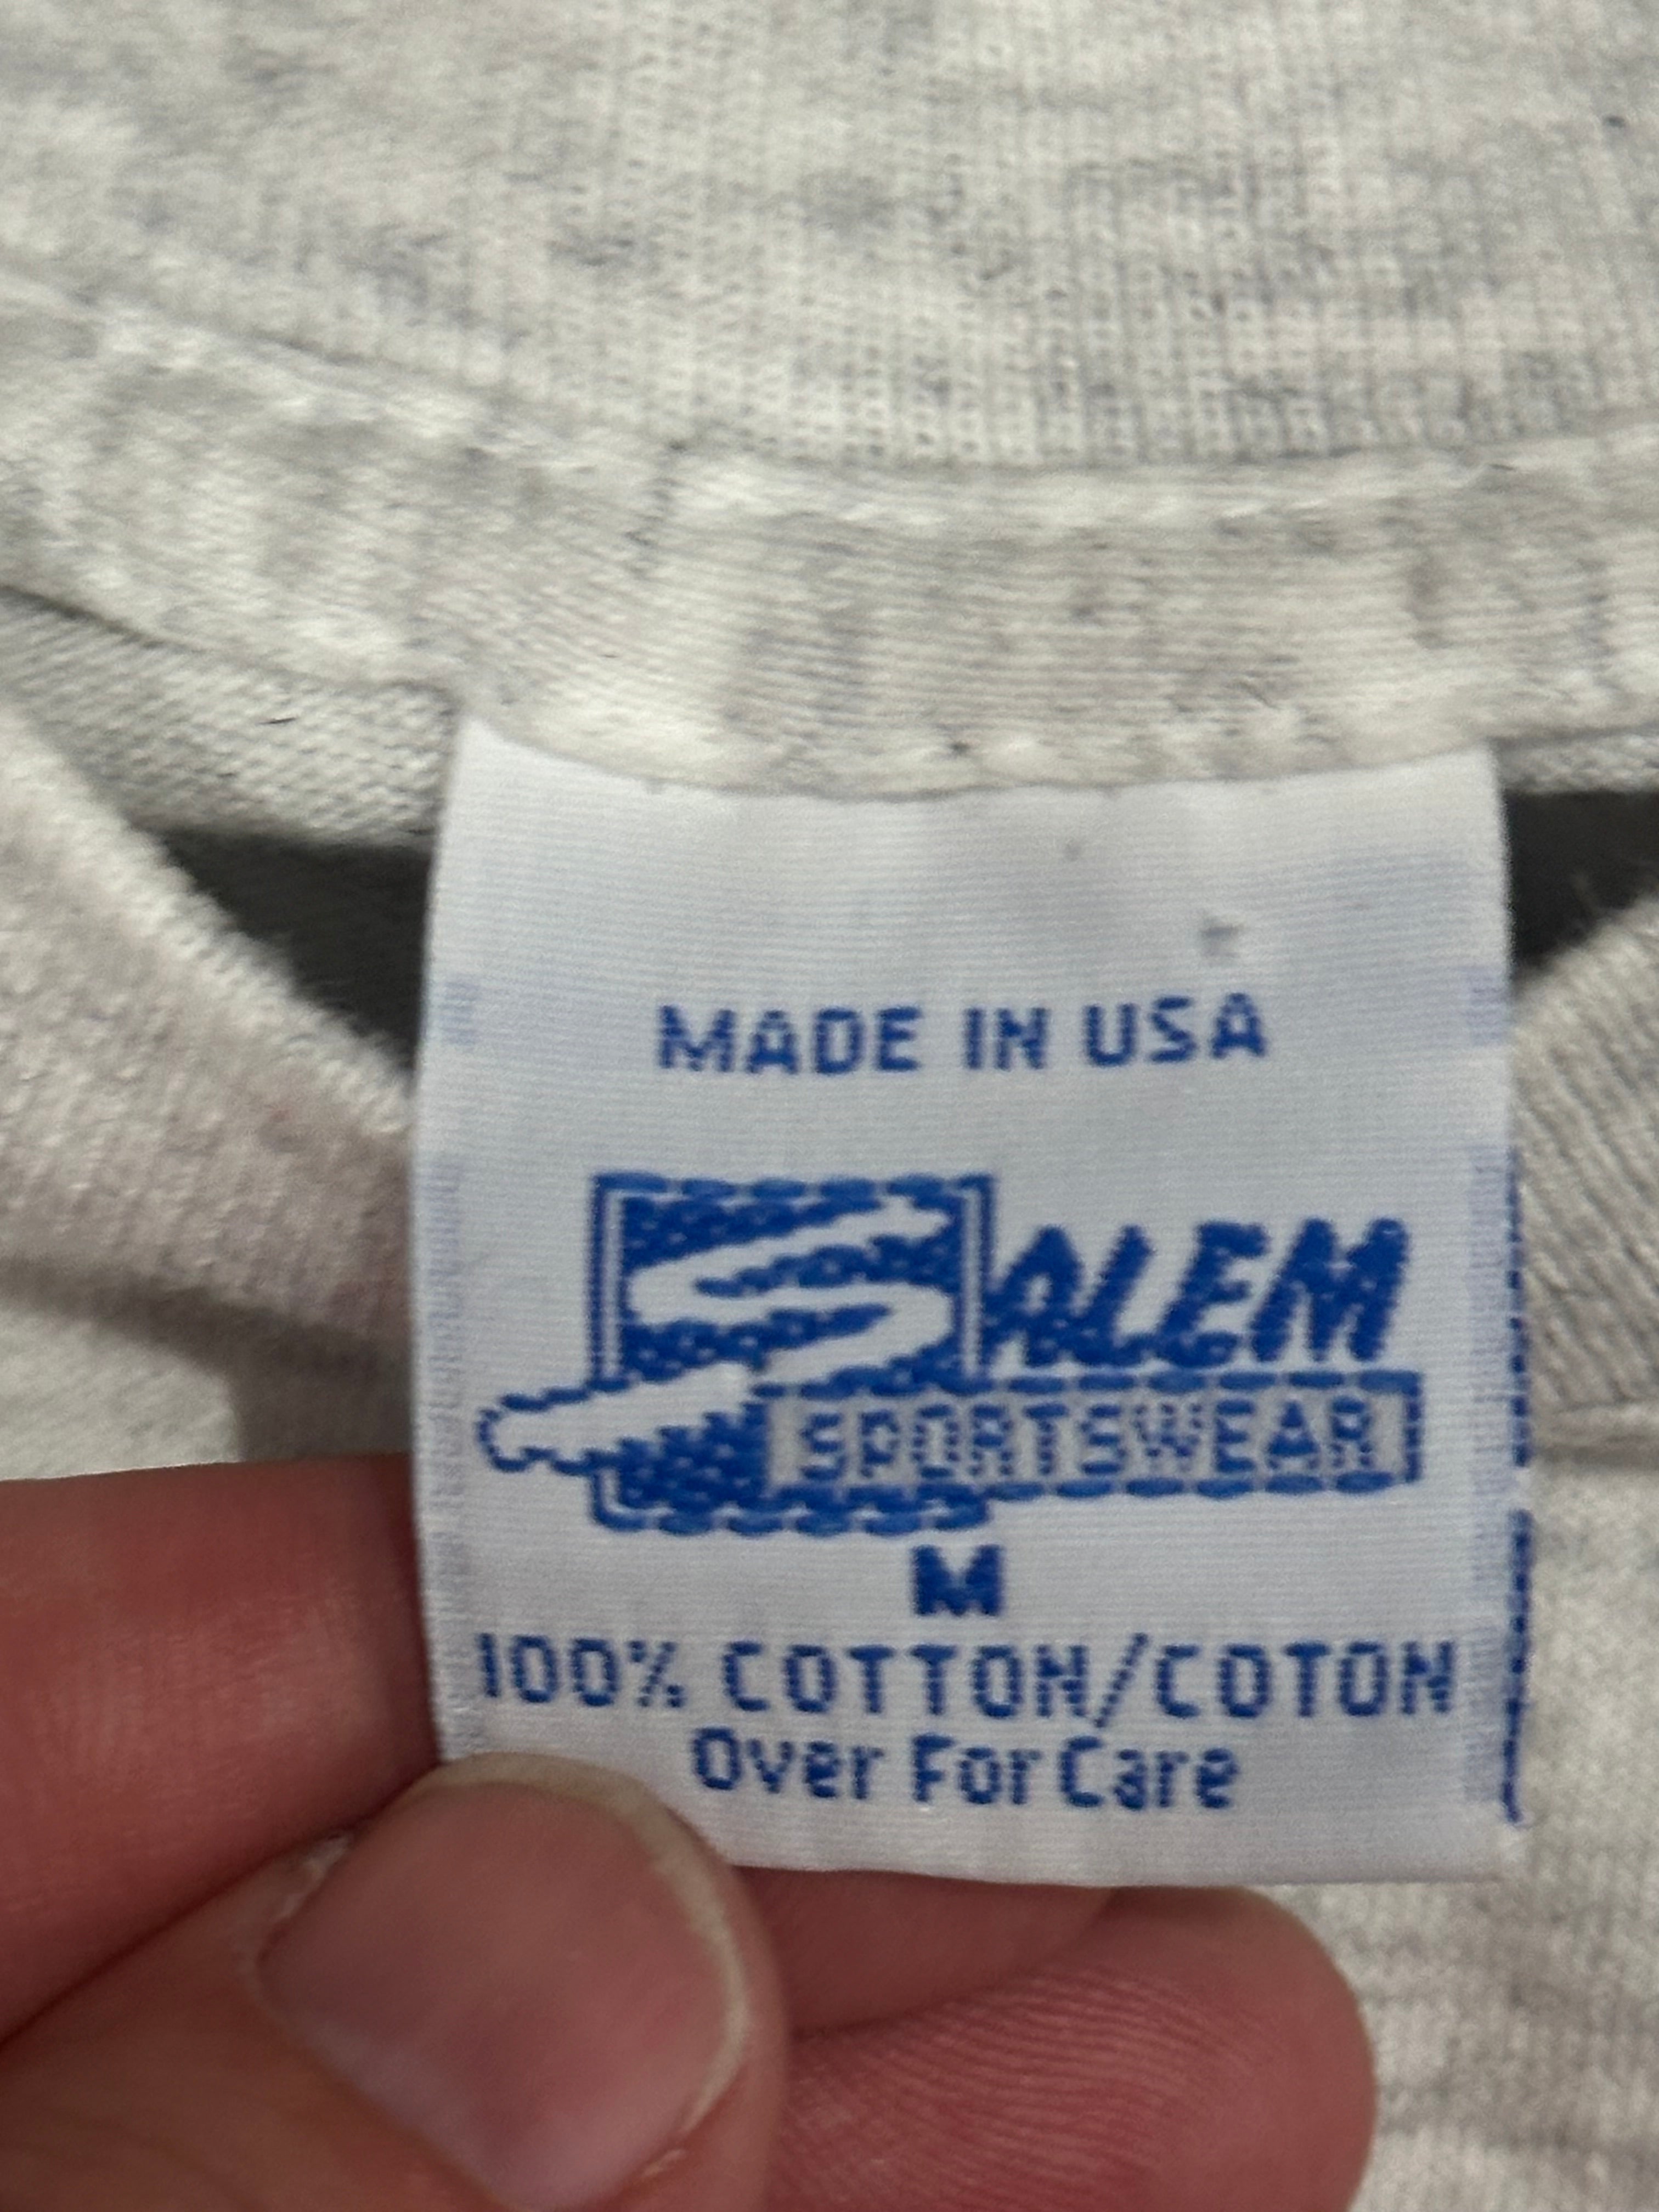 MADE IN USA
SALEM
SPORTSWEAR
M
100% COTTON/COTON
Over For Care